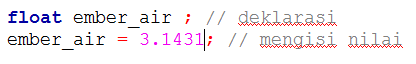 float ember_air ; // deklarasi
ember_air = 3.1431; // mengisi nilai